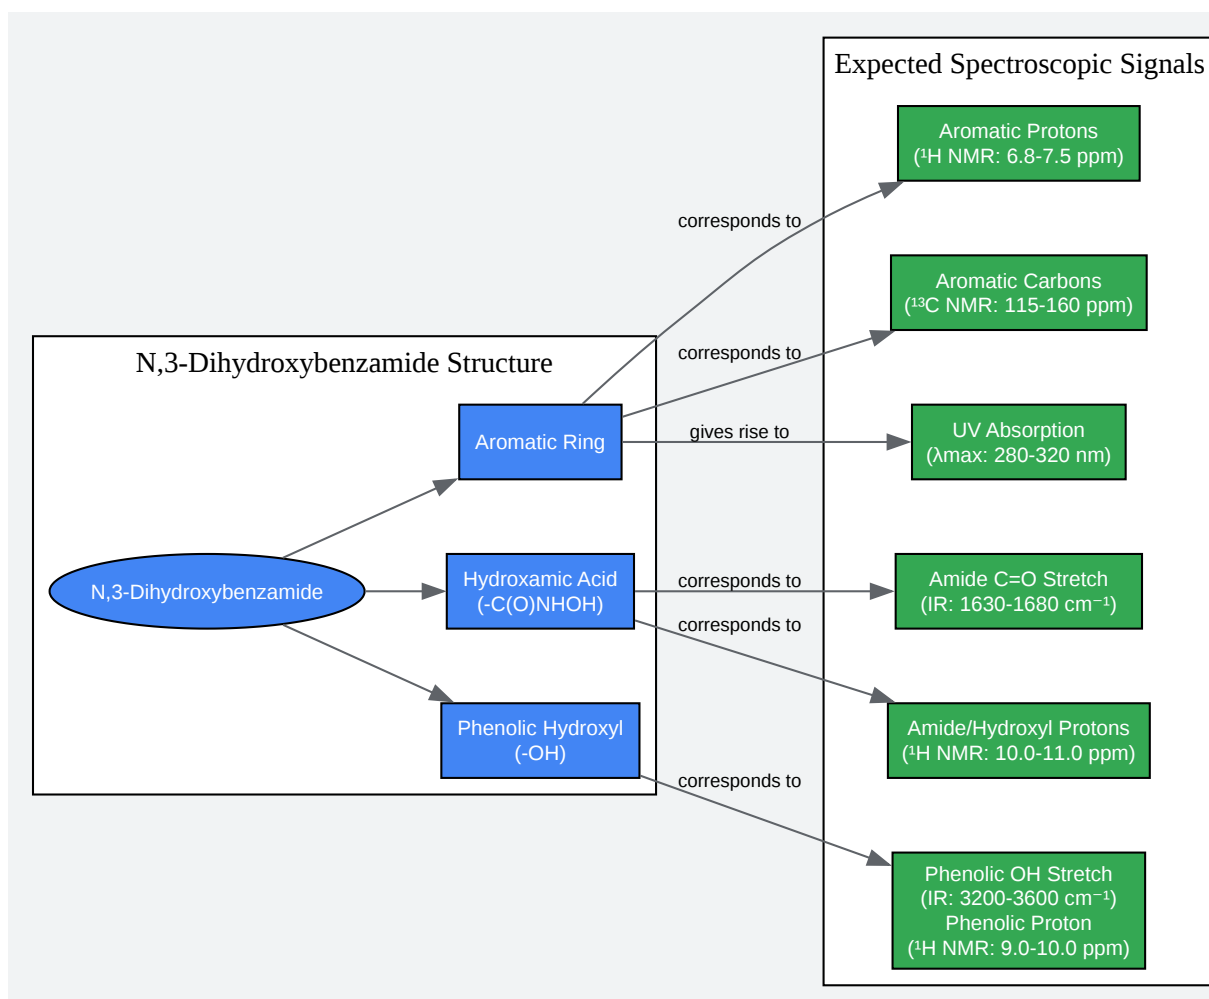 Expected Spectroscopic Signals
Aromatic Protons
(¹H NMR: 6.8-7.5 ppm)
corresponds to
Aromatic Carbons
(¹³C NMR: 115-160 ppm)
corresponds to
N,3-Dihydroxybenzamide Structure
Aromatic Ring
gives rise to
UV Absorption
(λmax: 280-320 nm)
N,3-Dihydroxybenzamide
Hydroxamic Acid
(-C(O)NHOH)
corresponds to
Amide C=O Stretch
(IR: 1630-1680 cm⁻¹)
corresponds to
Phenolic Hydroxyl
(-OH)
Amide/Hydroxyl Protons
(¹H NMR: 10.0-11.0 ppm)
corresponds to
Phenolic OH Stretch
(IR: 3200-3600 cm⁻¹)
Phenolic Proton
(¹H NMR: 9.0-10.0 ppm)